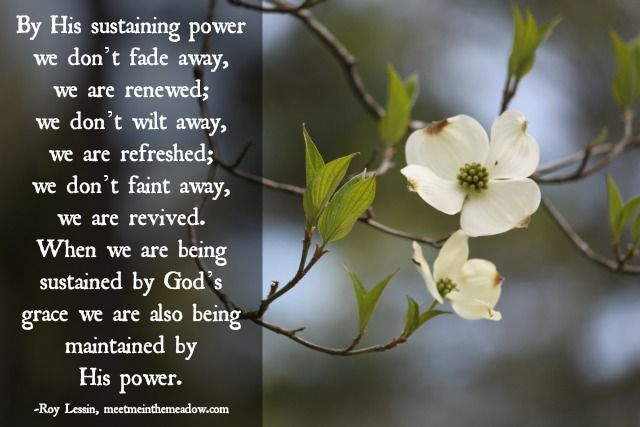 By His sustaining power
we don't fade away,
we are renewed;
we don't wilt away,
we are refreshed;
we don't faint away,
we are revived.
When we are being
sustained by God's
grace we are also being
maintained by
His power.
-Roy Lessin, meetmeinthemeadow.com